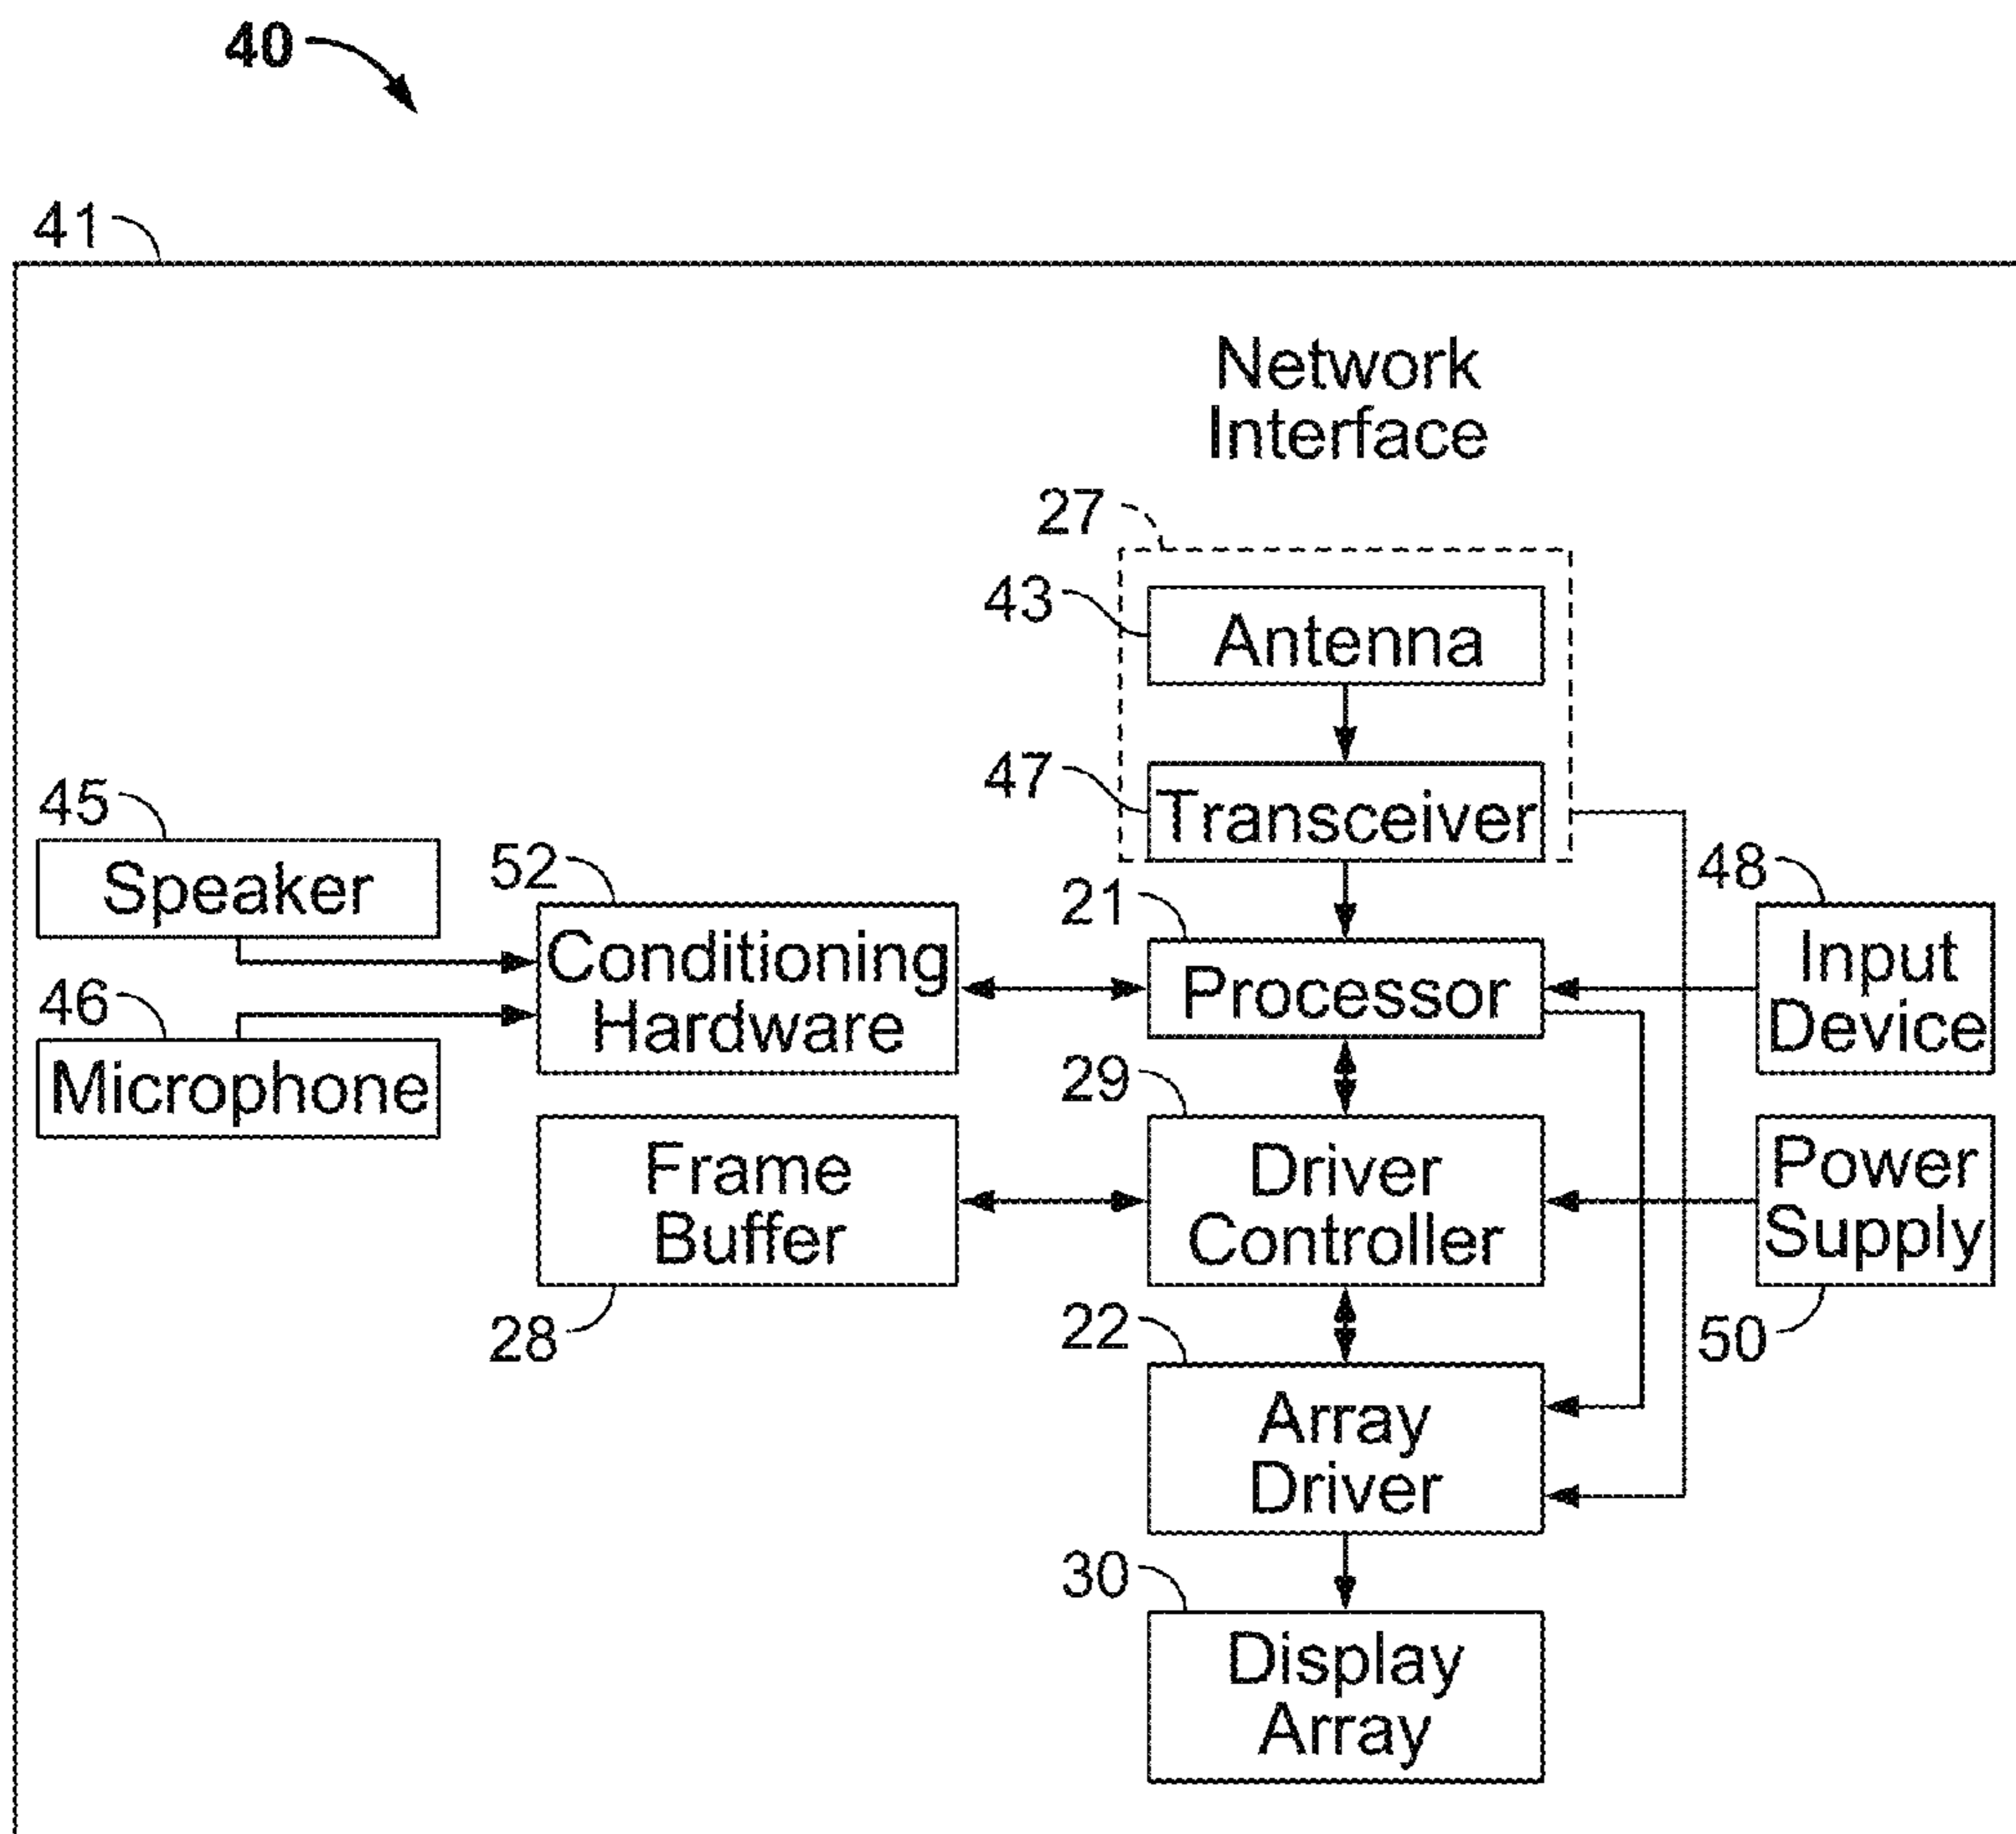 40
41
Network
Interface
27
43
Antenna
47
Transceiver
45
Speaker
52
Conditioning
Hardware
46
Microphone
21
Processor
48
Input
Device
29
Driver
Controller
Frame
Buffer
28
Power
Supply
50
22
Array
Driver
30
Display
Array